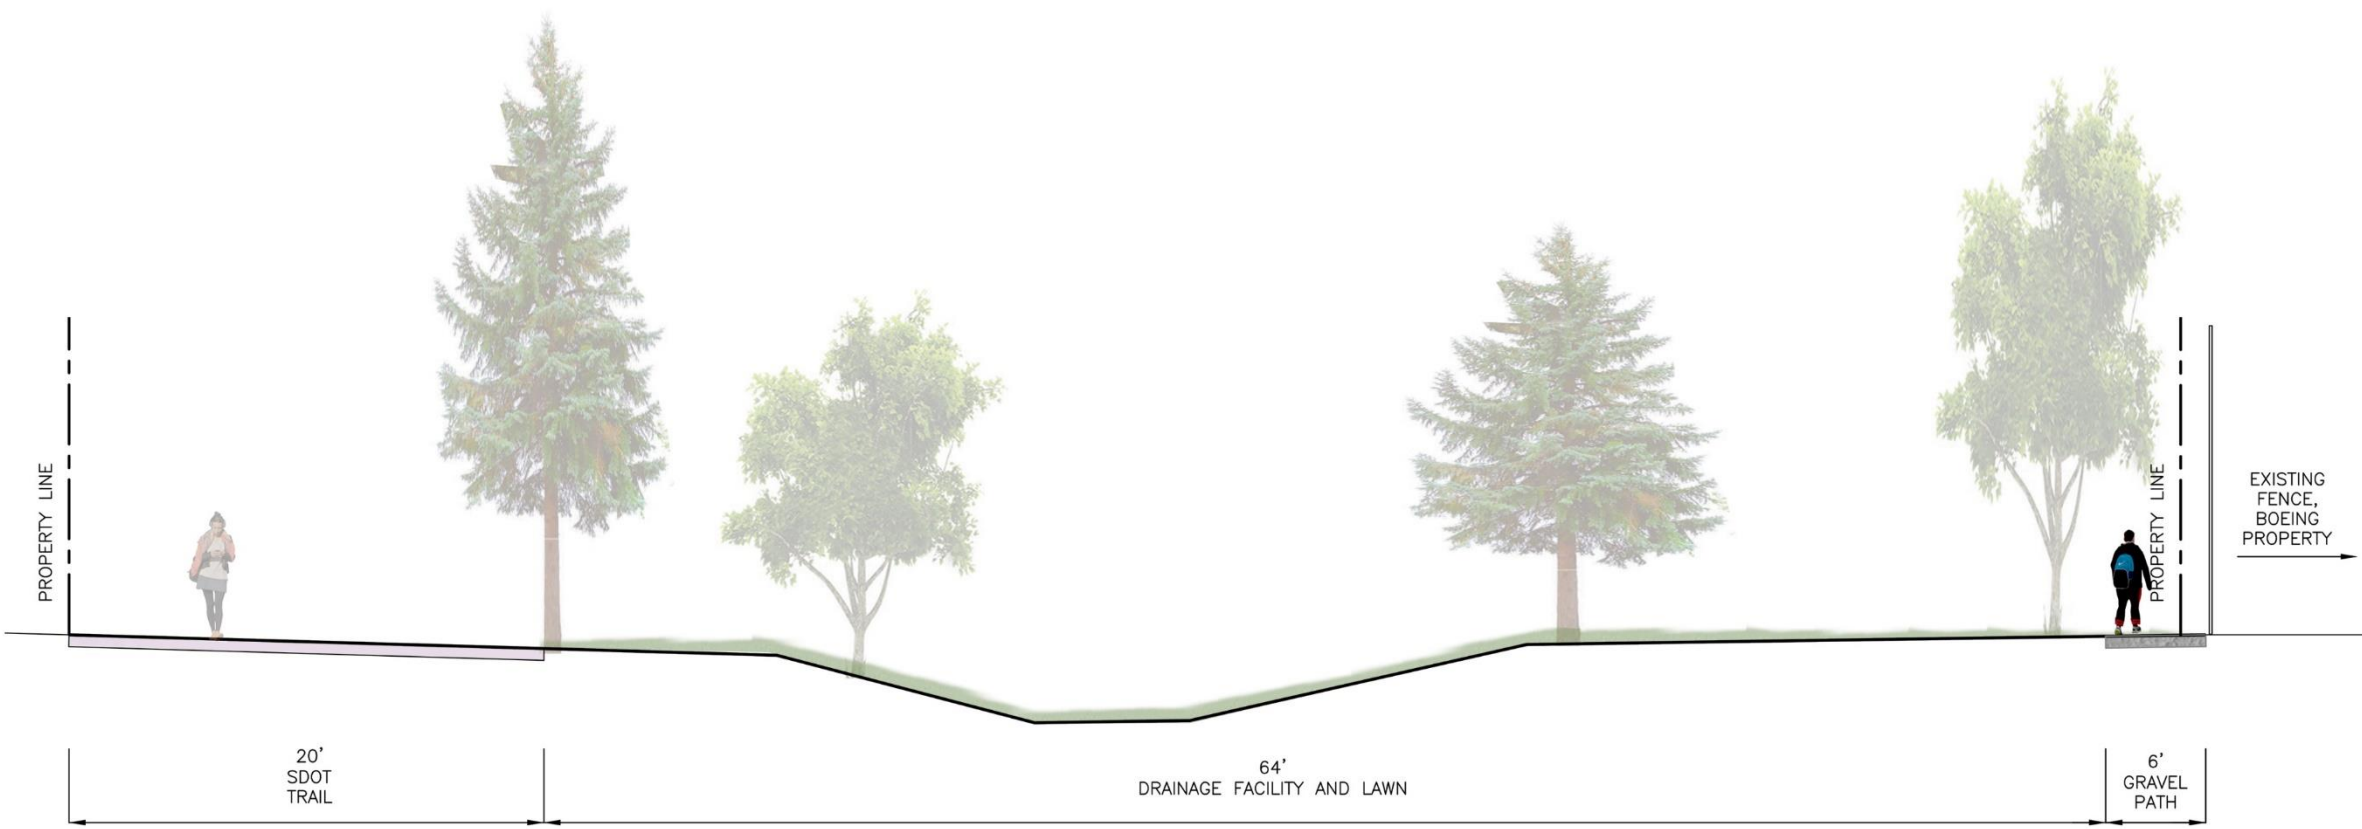 PROPERTY LINE
PROPERTY LINE
EXISTING
FENCE,
BOEING
PROPERTY
20'
SDOT
TRAIL
64'
DRAINAGE FACILITY AND LAWN
6'
GRAVEL
PATH